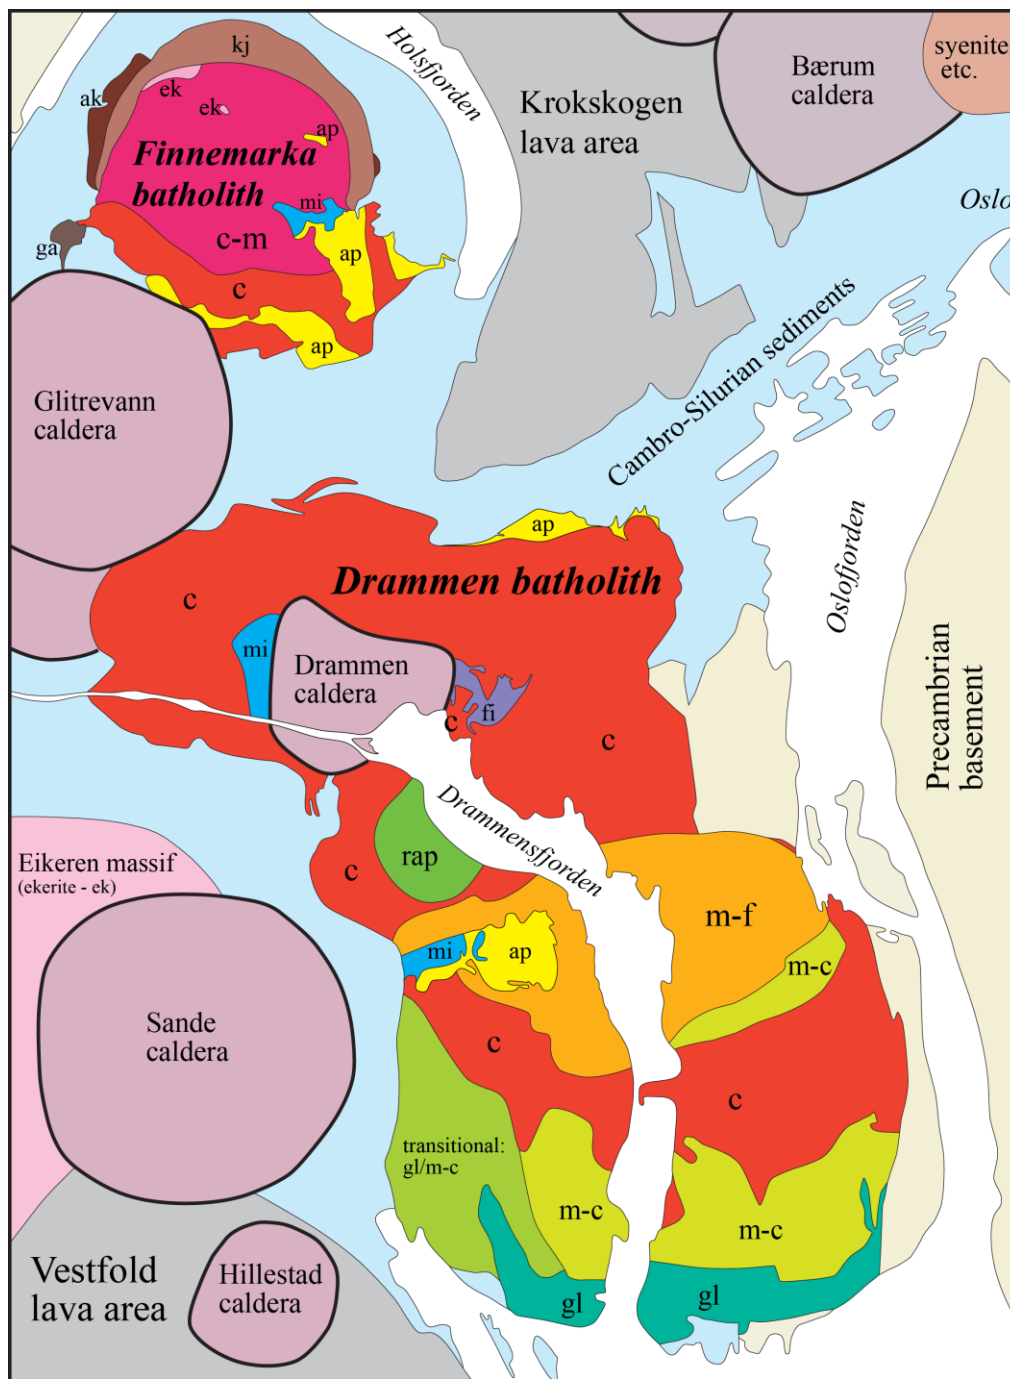 kj
Holsfjorden
syenite
etc.
Bærum
caldera
ak
ek
ek
Krokskogen
lava area
ap
Finnemarka
batholith
mi
Oslo
c-m
ga
ap
c
ap
Cambro-Silurian sediments
Glitrevann
caldera
ap
Oslofjorden
Drammen batholith
c
mi
Drammen
caldera
fi
c
c
Precambrian
basement
Drammensfjorden
Eikeren massif
(ekerite - ek)
c
rap
m-f
mi
ap
m-c
Sande
caldera
c
c
transitional:
gl/m-c
m-c
m-c
Vestfold
lava area
Hillestad
caldera
gl
gl